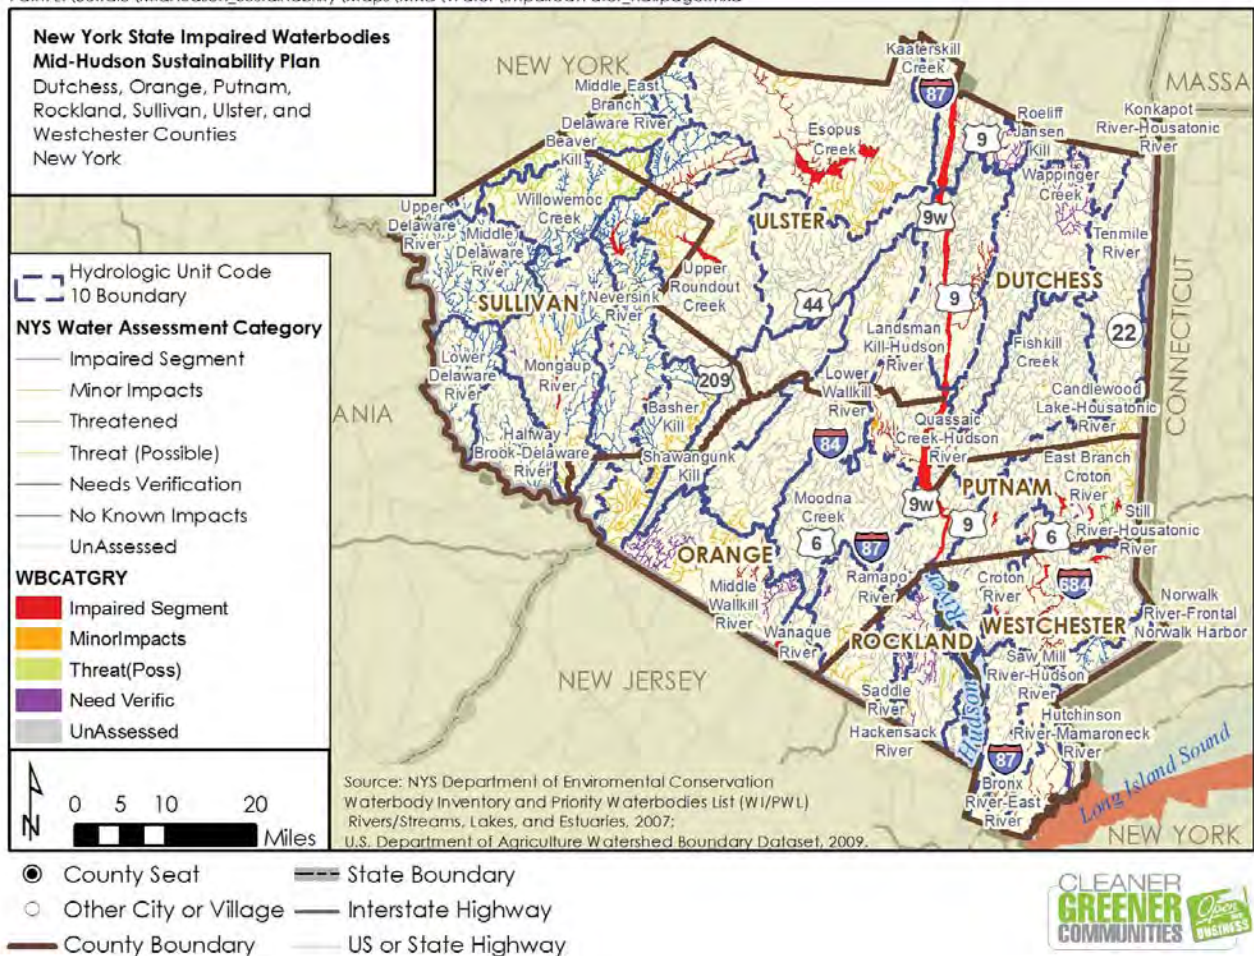 New York State Impaired Waterbodies
Mid-Hudson Sustainability Plan
Dutchess, Orange, Putnam,
Rockland, Sullivan, Ulster, and
Westchester Counties
New York
Hydrologic Unit Code
10 Boundary
NYS Water Assessment Category
Impaired Segment
Minor Impacts
Threatened
Threat (Possible)
Needs Verification
No Known Impacts
UnAssessed
WBCATGRY
Impaired Segment
MinorImpacts
Threat(Poss)
Need Verific
UnAssessed
N
0 5 10 20
Miles
NEW YORK
MASSA
CONNECTICUT
ANIA
NEW JERSEY
NEW YORK
Long Island Sound
Kaaterskill
Creek
87
Middle East
Branch
Delaware River
Beaver
Kill
Esopus
Creek
9
Roeliff
Jansen
Kill
Konkapot
River-Housatonic
River
Wappinger
Creek
Upper
Delaware
River
Willowemoc
Creek
Middle
Delaware
River
ULSTER
9W
Tenmile
River
SULLIVAN
Neversink
River
Upper
Roundout
Creek
44
9
DUTCHESS
22
Landsman
Kill-Hudson
River
Fishkill
Creek
Lower
Delaware
River
Mongaup
River
209
Lower
Wallkill
River
Candlewood
Lake-Housatonic
River
Basher
Kill
84
Quassaic
Creek-Hudson
River
Halfway
Brook-Delaware
River
Shawangunk
Kill
East Branch
Croton
River
PUTNAM
Moodna
Creek
9W
9
6
Still
River-Housatonic
River
ORANGE
6
87
Middle
Wallkill
River
Ramapo
River
Hudson River
Croton
River
684
Norwalk
River-Frontal
Norwalk Harbor
Wanaque
River
ROCKLAND
WESTCHESTER
Saw Mill
River-Hudson
River
Saddle
River
Hackensack
River
Hutchinson
River-Mamaroneck
River
87
Bronx
River-East
River
Source: NYS Department of Enviromental Conservation
Waterbody Inventory and Priority Waterbodies List (WI/PWL)
Rivers/Streams, Lakes, and Estuaries, 2007;
U.S. Department of Agriculture Watershed Boundary Dataset, 2009.
County Seat
Other City or Village
County Boundary
State Boundary
Interstate Highway
US or State Highway
CLEANER
GREENER
COMMUNITIES
Open
BUSINESS